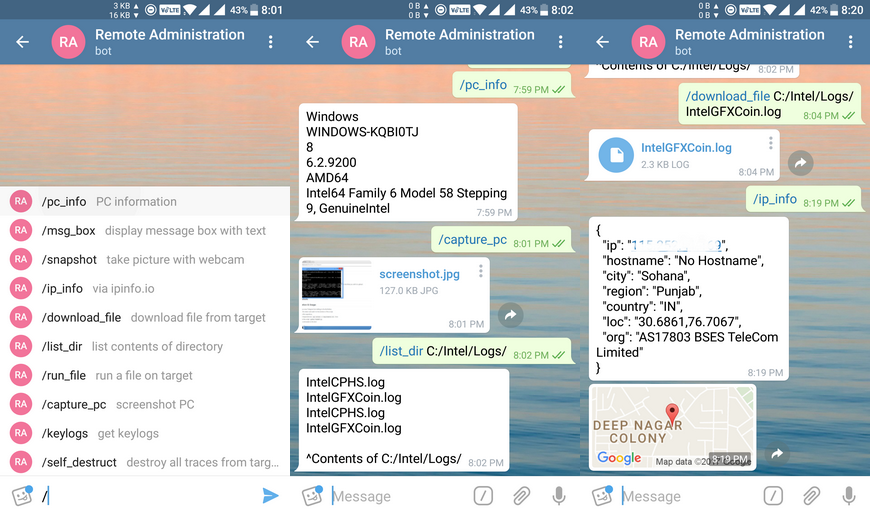 3 KB
16 KB
VoLTE
43%
8:01
RA
Remote Administration
bot
RA /pc_info PC information
RA /msg_box display message box with text
RA /snapshot take picture with webcam
RA /ip_info via ipinfo.io
RA /download_file download file from target
RA /list_dir list contents of directory
RA /run_file run a file on target
RA /capture_pc screenshot PC
RA /keylogs get keylogs
RA /self_destruct destroy all traces from targ...
/
0 B
0 B
VoLTE
43%
8:02
RA
Remote Administration
bot
/pc_info 7:59 PM
Windows
WINDOWS-KQBI0TJ
8
6.2.9200
AMD64
Intel64 Family 6 Model 58 Stepping
9, GenuineIntel
7:59 PM
/capture_pc 8:01 PM
screenshot.jpg
127.0 KB JPG
8:01 PM
/list_dir C:/Intel/Logs/ 8:02 PM
IntelCPHS.log
IntelGFXCoin.log
IntelCPHS.log
IntelGFXCoin.log
^Contents of C:/Intel/Logs/ 8:02 PM
Message
0 B
0 B
VoLTE
42%
8:20
RA
Remote Administration
bot
^Contents of C:/Intel/Logs/ 8:02 PM
/download_file C:/Intel/Logs/
IntelGFXCoin.log 8:04 PM
IntelGFXCoin.log
2.3 KB LOG
8:04 PM
/ip_info 8:19 PM
{
"ip": "
",
"hostname": "No Hostname",
"city": "Sohana",
"region": "Punjab",
"country": "IN",
"loc": "30.6861,76.7067",
"org": "AS17803 BSES TeleCom
Limited"
}
8:19 PM
DEEP NAGAR
COLONY
Google
Map data
8:19 PM
Message